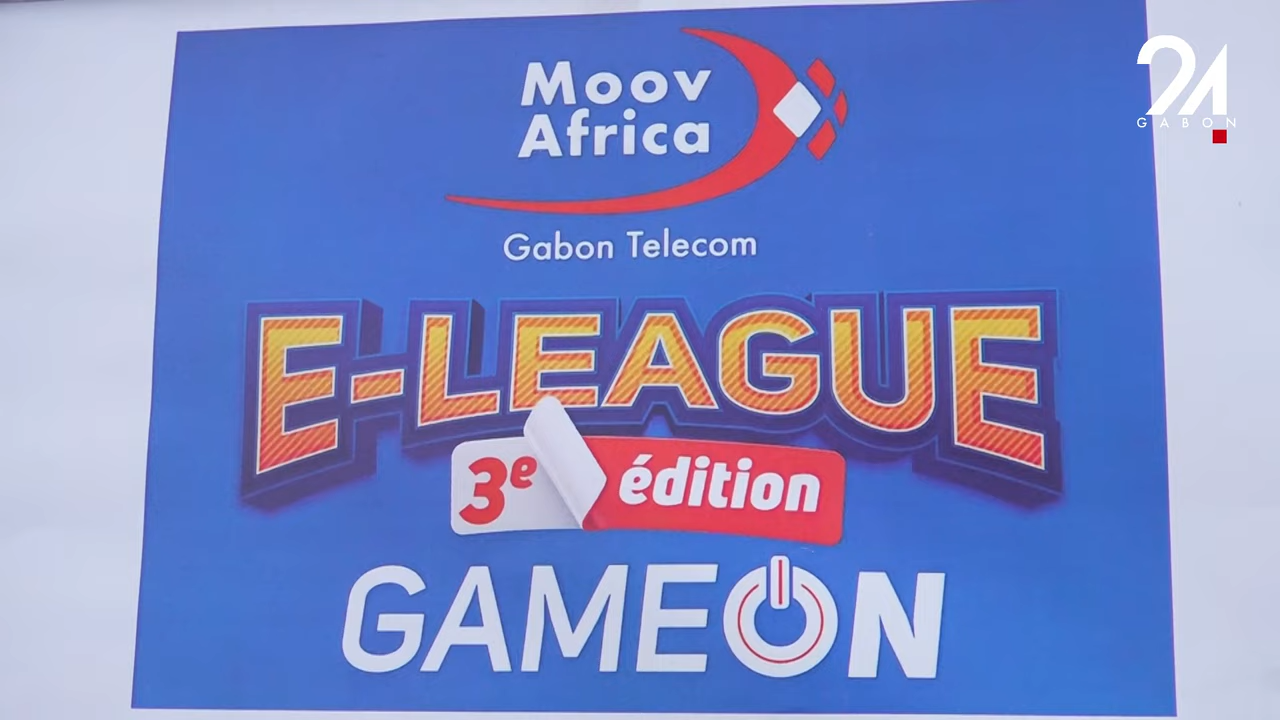 Moov
Africa
Gabon Telecom
E-LEAGUE
3e édition
GAMEON
24
GABON